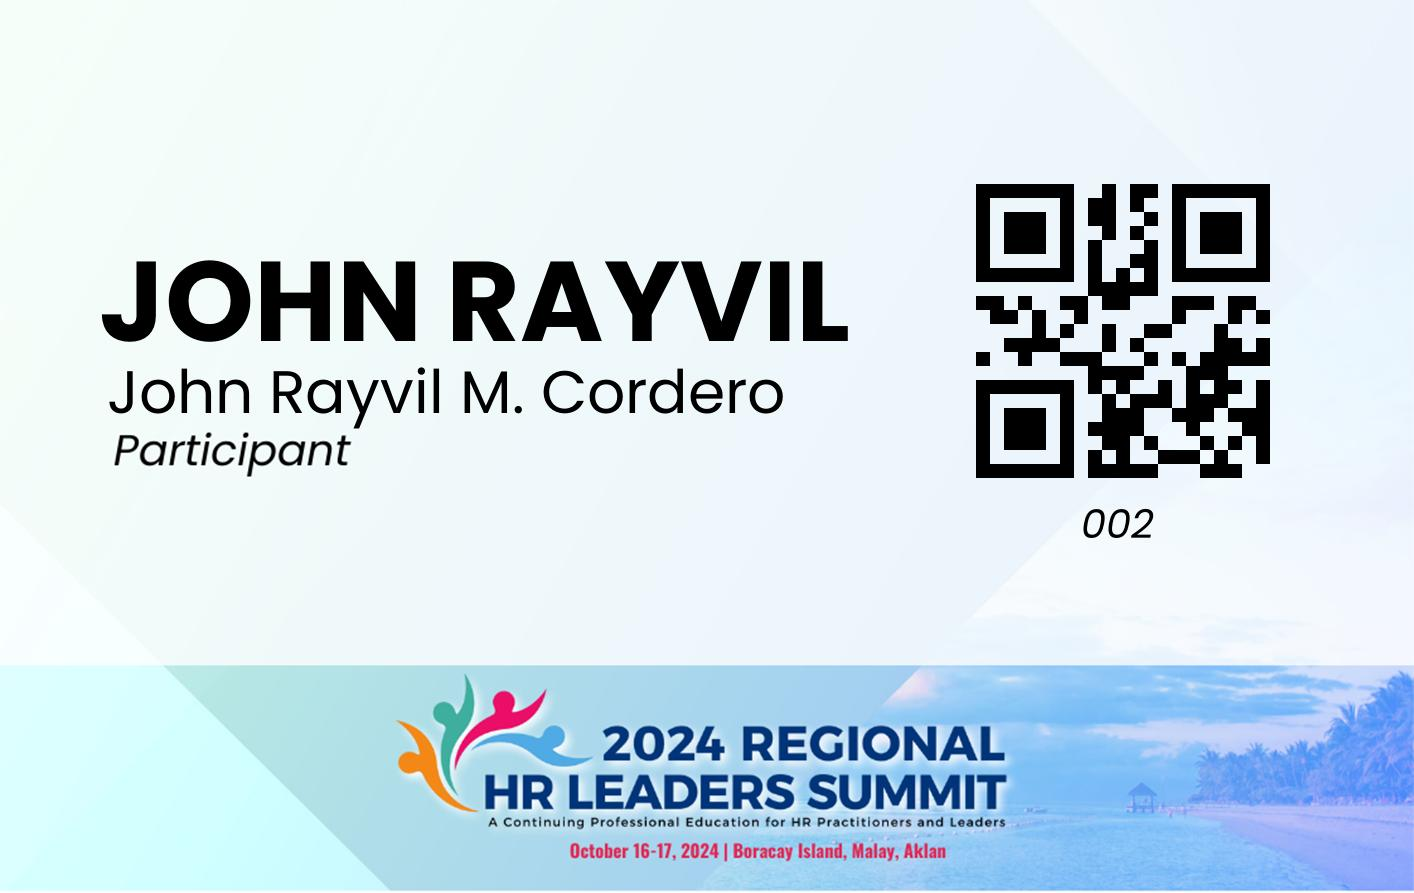 JOHN RAYVIL
John Rayvil M. Cordero
Participant
002
2024 REGIONAL
HR LEADERS SUMMIT
A Continuing Professional Education for HR Practitioners and Leaders
October 16-17, 2024 | Boracay Island, Malay, Aklan